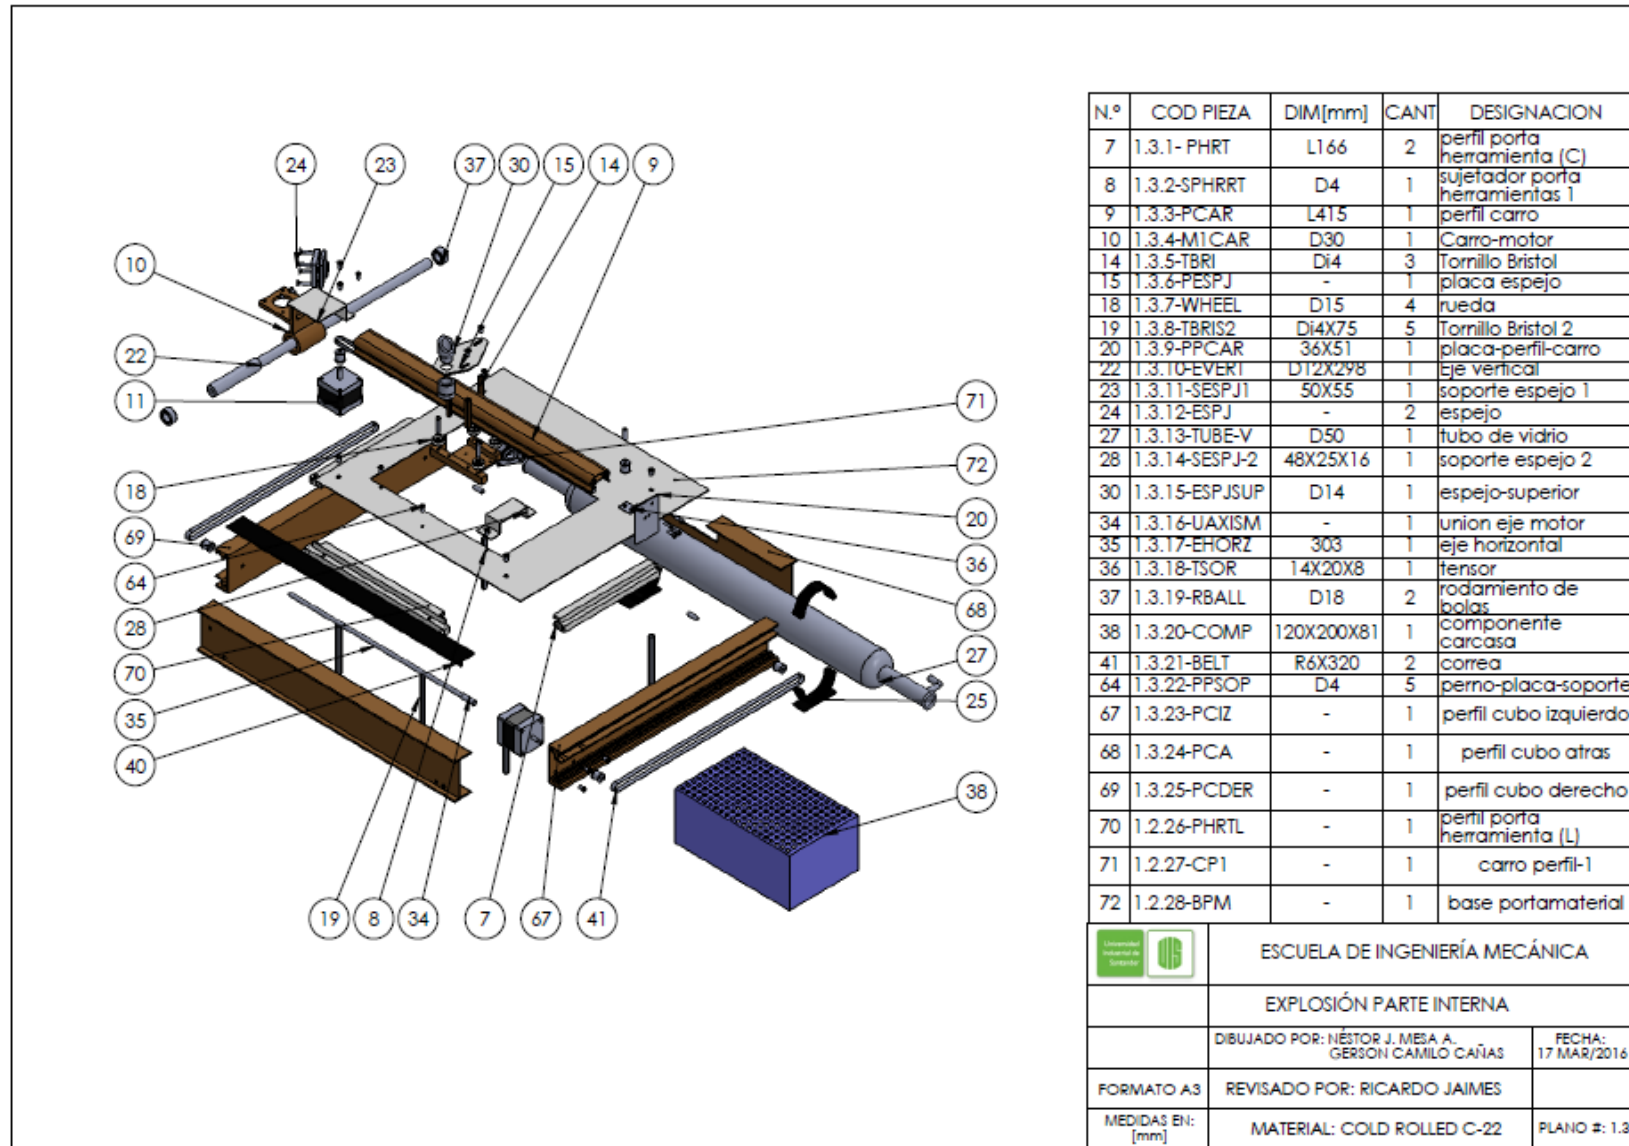 24
23
37
30
15
14
9
10
22
11
71
18
72
20
69
36
64
68
28
70
27
35
25
40
38
19
8
34
7
67
41
N.º COD PIEZA DIM[mm] CANT DESIGNACION
7 1.3.1- PHRT L166 2 perfil porta
herramienta (C)
8 1.3.2-SPHRRT D4 1 sujetador porta
herramientas 1
9 1.3.3-PCAR L415 1 perfil carro
10 1.3.4-M1CAR D30 1 Carro-motor
14 1.3.5-TBRI Di4 3 Tornillo Bristol
15 1.3.6-PESPJ - 1 placa espejo
18 1.3.7-WHEEL D15 4 rueda
19 1.3.8-TBRIS2 Di4X75 5 Tornillo Bristol 2
20 1.3.9-PPCAR 36X51 1 placa-perfil-carro
22 1.3.10-EVERT D12X298 1 Eje vertical
23 1.3.11-SESPJ1 50X55 1 soporte espejo 1
24 1.3.12-ESPJ - 2 espejo
27 1.3.13-TUBE-V D50 1 tubo de vidrio
28 1.3.14-SESPJ-2 48X25X16 1 soporte espejo 2
30 1.3.15-ESPJSUP D14 1 espejo-superior
34 1.3.16-UAXISM - 1 union eje motor
35 1.3.17-EHORZ 303 1 eje horizontal
36 1.3.18-TSOR 14X20X8 1 tensor
37 1.3.19-RBALL D18 2 rodamiento de
bolas
38 1.3.20-COMP 120X200X81 1 componente
carcasa
41 1.3.21-BELT R6X320 2 correa
64 1.3.22-PPSOP D4 5 perno-placa-soporte
67 1.3.23-PCIZ - 1 perfil cubo izquierdo
68 1.3.24-PCA - 1 perfil cubo atras
69 1.3.25-PCDER - 1 perfil cubo derecho
70 1.2.26-PHRTL - 1 perfil porta
herramienta (L)
71 1.2.27-CP1 - 1 carro perfil-1
72 1.2.28-BPM - 1 base portamaterial
Universidad
Industrial de
Santander
ESCUELA DE INGENIERÍA MECÁNICA
EXPLOSIÓN PARTE INTERNA
DIBUJADO POR: NÉSTOR J. MESA A.
GERSON CAMILO CAÑAS
FECHA:
17 MAR/2016
FORMATO A3 REVISADO POR: RICARDO JAIMES
MEDIDAS EN:
[mm]
MATERIAL: COLD ROLLED C-22 PLANO #: 1.3